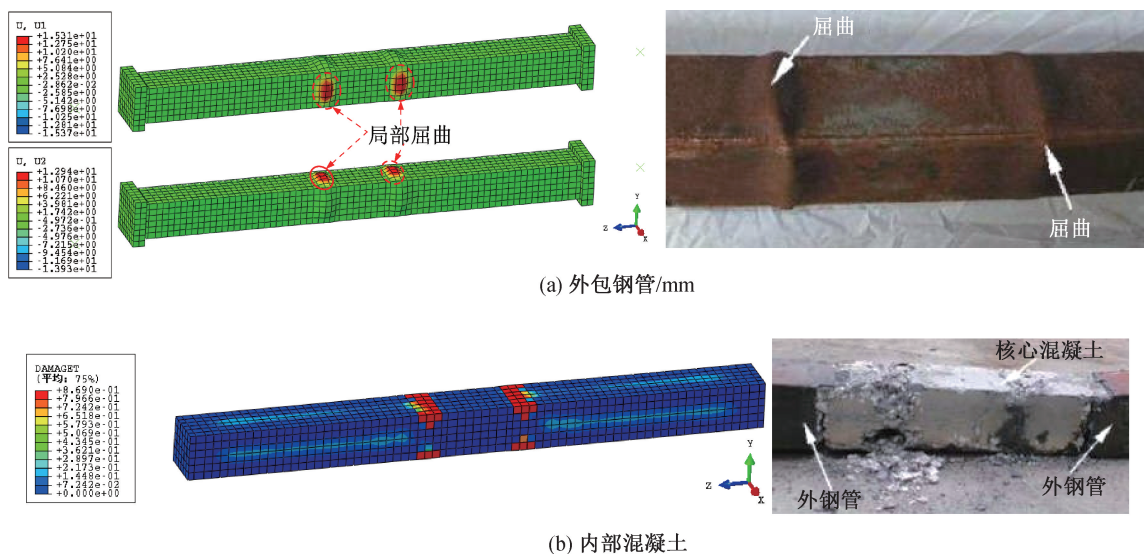 U, U1
+1.531e+01
+1.275e+01
+1.020e+01
+7.641e+00
+5.084e+00
+2.528e+00
-2.862e-02
-2.585e+00
-5.142e+00
-7.698e+00
-1.025e+01
-1.281e+01
-1.537e+01
局部屈曲
U, U2
+1.294e+01
+1.070e+01
+8.460e+00
+6.221e+00
+3.981e+00
+1.742e+00
-4.972e-01
-2.736e+00
-4.976e+00
-7.215e+00
-9.454e+00
-1.169e+01
-1.393e+01
Y
Z
X
屈曲
屈曲
(a) 外包钢管/mm
DAMAGET
(平均: 75%)
+8.690e-01
+7.966e-01
+7.242e-01
+6.518e-01
+5.793e-01
+5.069e-01
+4.345e-01
+3.621e-01
+2.897e-01
+2.173e-01
+1.448e-01
+7.242e-02
+0.000e+00
Y
Z
X
核心混凝土
外钢管
外钢管
(b) 内部混凝土